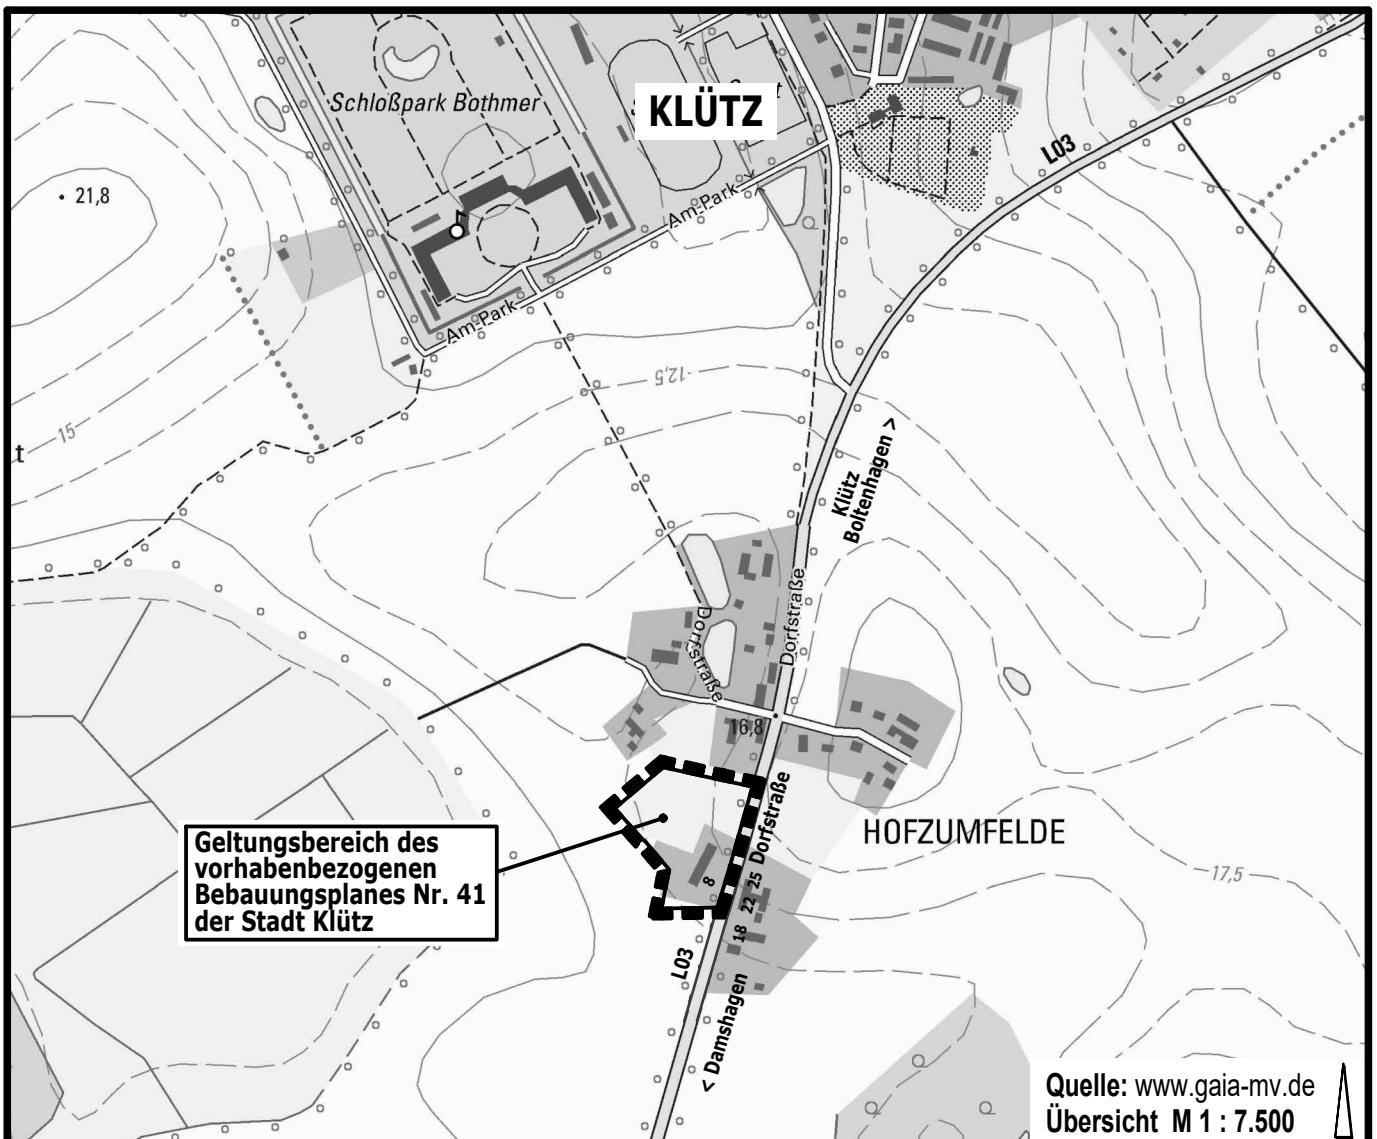 Schloßpark Bothmer
KLÜTZ
L03
21,8
Am-Park
Am-Park
12,5
15
t
Klütz
Boltenhagen >
Dorfstraße
Dorfstraße
16,8
Dorfstraße
HOFZUMFELDE
Geltungsbereich des
vorhabenbezogenen
Bebauungsplanes Nr. 41
der Stadt Klütz
8
25
22
18
17,5
L03
< Damshagen
Quelle: www.gaia-mv.de
Übersicht M 1 : 7.500